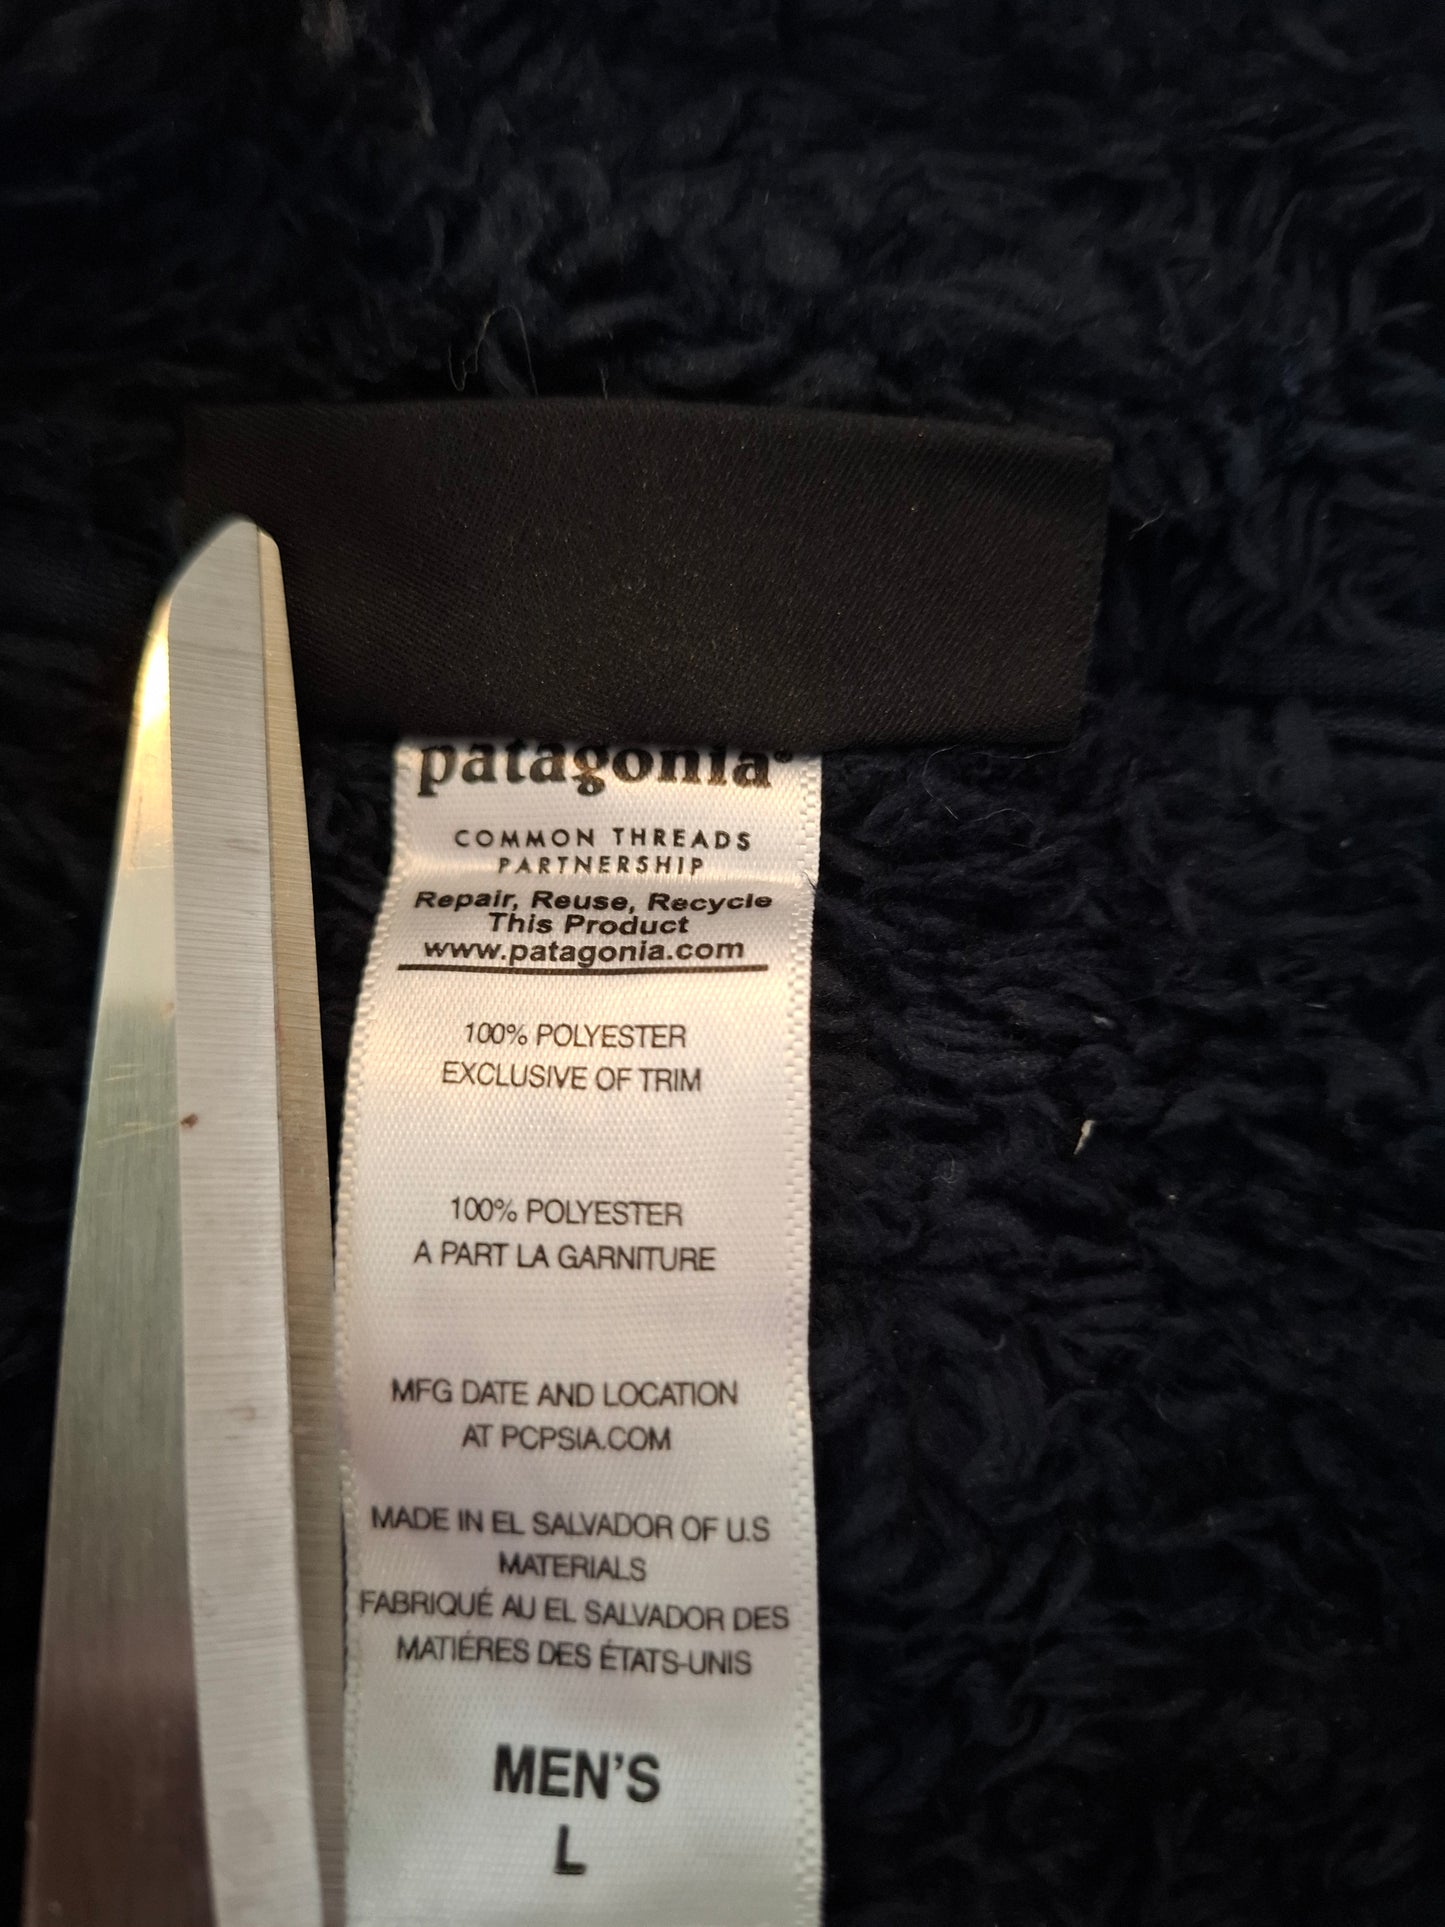 patagonia®
COMMON THREADS
PARTNERSHIP
Repair, Reuse, Recycle
This Product
www.patagonia.com
100% POLYESTER
EXCLUSIVE OF TRIM
100% POLYESTER
A PART LA GARNITURE
MFG DATE AND LOCATION
AT PCPSIA.COM
MADE IN EL SALVADOR OF U.S
MATERIALS
FABRIQUÉ AU EL SALVADOR DES
MATIÉRES DES ÉTATS-UNIS
MEN'S
L